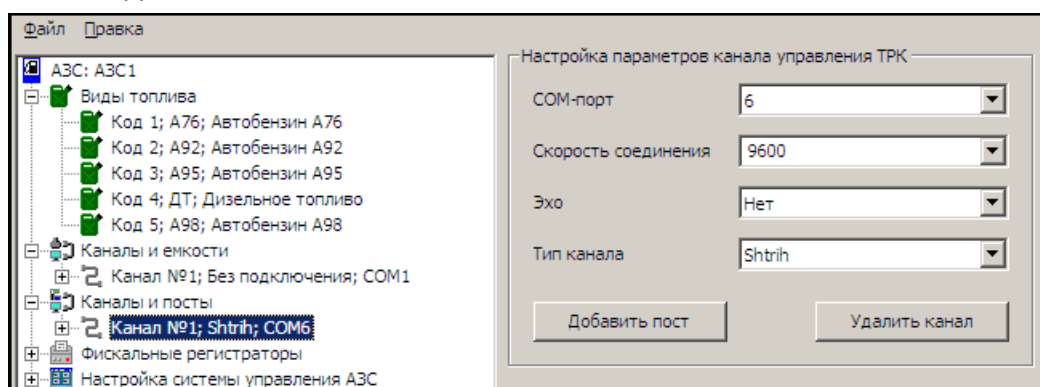 Файл Правка
АЗС: АЗС1
Виды топлива
Код 1; А76; Автобензин А76
Код 2; А92; Автобензин А92
Код 3; А95; Автобензин А95
Код 4; ДТ; Дизельное топливо
Код 5; А98; Автобензин А98
Каналы и емкости
Канал №1; Без подключения; COM1
Каналы и посты
Канал №1; Shtrih; COM6
Фискальные регистраторы
Настройка системы управления АЗС
Настройка параметров канала управления ТРК
COM-порт 6
Скорость соединения 9600
Эхо Нет
Тип канала Shtrih
Добавить пост Удалить канал